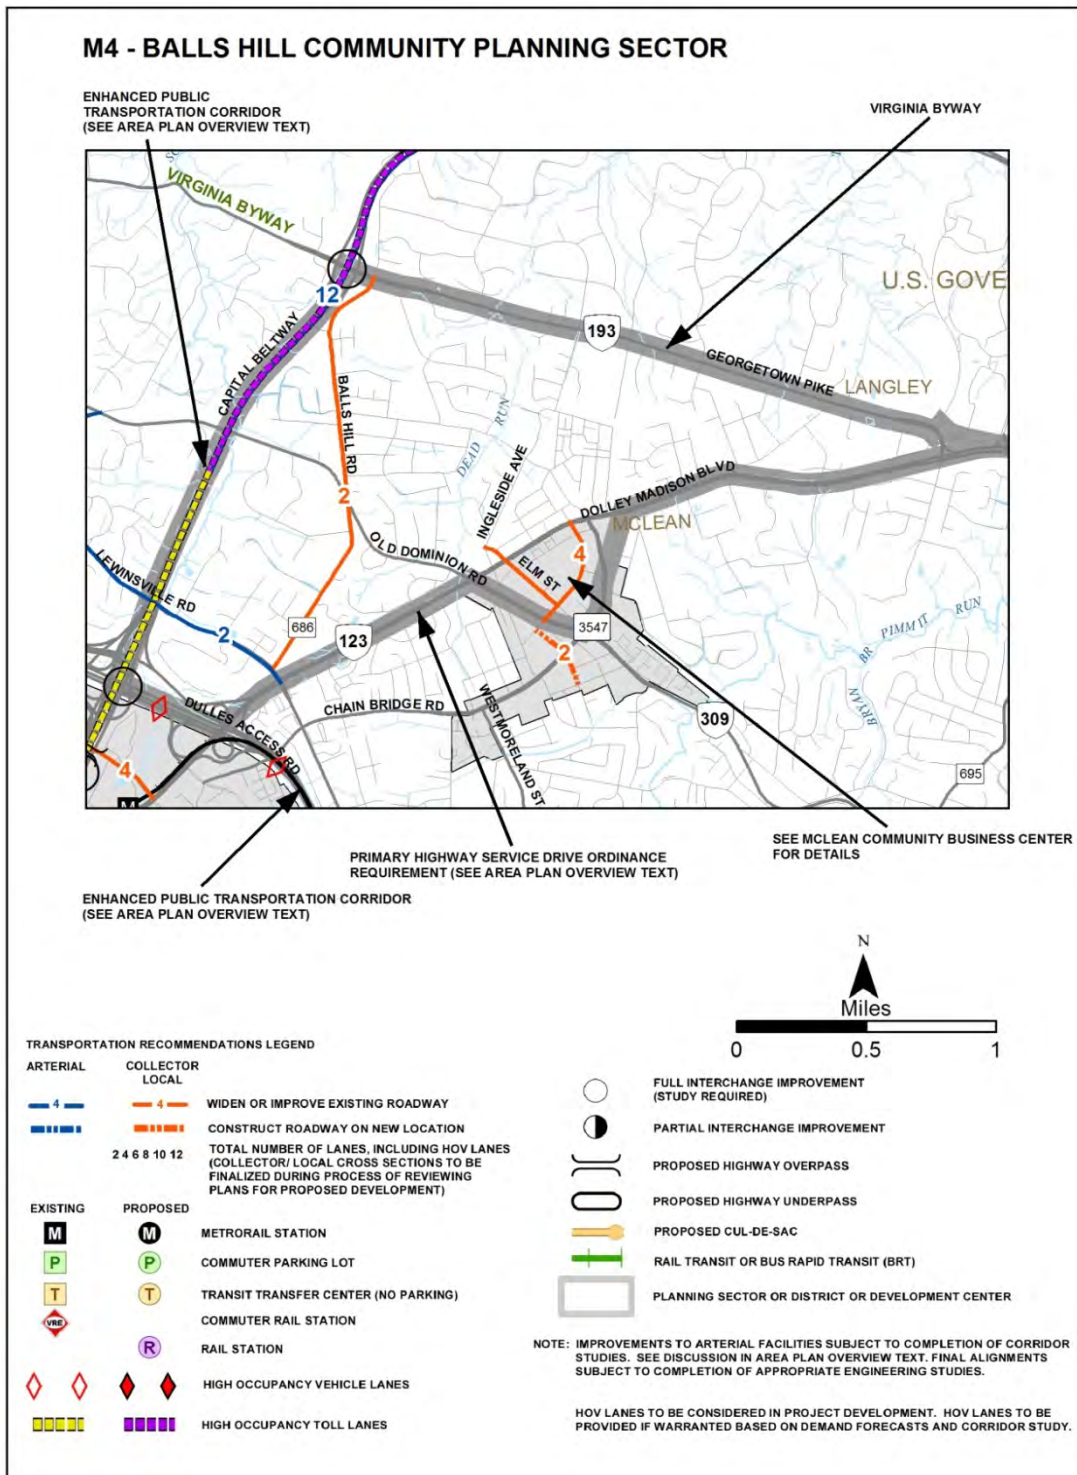 M4 - BALLS HILL COMMUNITY PLANNING SECTOR
ENHANCED PUBLIC
TRANSPORTATION CORRIDOR
(SEE AREA PLAN OVERVIEW TEXT)
VIRGINIA BYWAY
VIRGINIA BYWAY
12
CAPITAL BELTWAY
193
U.S. GOVE
GEORGETOWN PIKE
LANGLEY
BALLS HILL RD
2
DEAD RUN
INGLESIDE AVE
DOLLEY MADISON BLVD
MCLEAN
OLD DOMINION RD
ELM ST
4
LEWINSVILLE RD
2
686
123
3547
2
BR PIMMIT RUN
BRYAN
CHAIN BRIDGE RD
WESTMORELAND ST
309
695
DULLES ACCESS RD
4
M
SEE MCLEAN COMMUNITY BUSINESS CENTER
FOR DETAILS
PRIMARY HIGHWAY SERVICE DRIVE ORDINANCE
REQUIREMENT (SEE AREA PLAN OVERVIEW TEXT)
ENHANCED PUBLIC TRANSPORTATION CORRIDOR
(SEE AREA PLAN OVERVIEW TEXT)
N
Miles
0 0.5 1
TRANSPORTATION RECOMMENDATIONS LEGEND
ARTERIAL COLLECTOR
LOCAL
4 4 WIDEN OR IMPROVE EXISTING ROADWAY
CONSTRUCT ROADWAY ON NEW LOCATION
2 4 6 8 10 12 TOTAL NUMBER OF LANES, INCLUDING HOV LANES
(COLLECTOR/ LOCAL CROSS SECTIONS TO BE
FINALIZED DURING PROCESS OF REVIEWING
PLANS FOR PROPOSED DEVELOPMENT)
EXISTING PROPOSED
M M METRORAIL STATION
P P COMMUTER PARKING LOT
T T TRANSIT TRANSFER CENTER (NO PARKING)
VRE COMMUTER RAIL STATION
R RAIL STATION
HIGH OCCUPANCY VEHICLE LANES
HIGH OCCUPANCY TOLL LANES
FULL INTERCHANGE IMPROVEMENT
(STUDY REQUIRED)
PARTIAL INTERCHANGE IMPROVEMENT
PROPOSED HIGHWAY OVERPASS
PROPOSED HIGHWAY UNDERPASS
PROPOSED CUL-DE-SAC
RAIL TRANSIT OR BUS RAPID TRANSIT (BRT)
PLANNING SECTOR OR DISTRICT OR DEVELOPMENT CENTER
NOTE: IMPROVEMENTS TO ARTERIAL FACILITIES SUBJECT TO COMPLETION OF CORRIDOR
STUDIES. SEE DISCUSSION IN AREA PLAN OVERVIEW TEXT. FINAL ALIGNMENTS
SUBJECT TO COMPLETION OF APPROPRIATE ENGINEERING STUDIES.
HOV LANES TO BE CONSIDERED IN PROJECT DEVELOPMENT. HOV LANES TO BE
PROVIDED IF WARRANTED BASED ON DEMAND FORECASTS AND CORRIDOR STUDY.